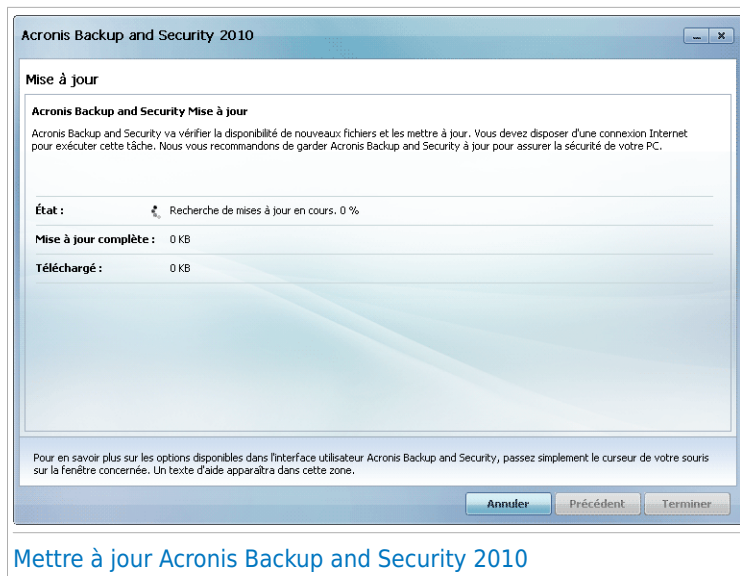 Acronis Backup and Security 2010
Mise à jour
Acronis Backup and Security Mise à jour
Acronis Backup and Security va vérifier la disponibilité de nouveaux fichiers et les mettre à jour. Vous devez disposer d'une connexion Internet
pour exécuter cette tâche. Nous vous recommandons de garder Acronis Backup and Security à jour pour assurer la sécurité de votre PC.
État : Recherche de mises à jour en cours. 0 %
Mise à jour complète : 0 KB
Téléchargé : 0 KB
Pour en savoir plus sur les options disponibles dans l'interface utilisateur Acronis Backup and Security, passez simplement le curseur de votre souris
sur la fenêtre concernée. Un texte d'aide apparaîtra dans cette zone.
Annuler Précédent Terminer
Mettre à jour Acronis Backup and Security 2010